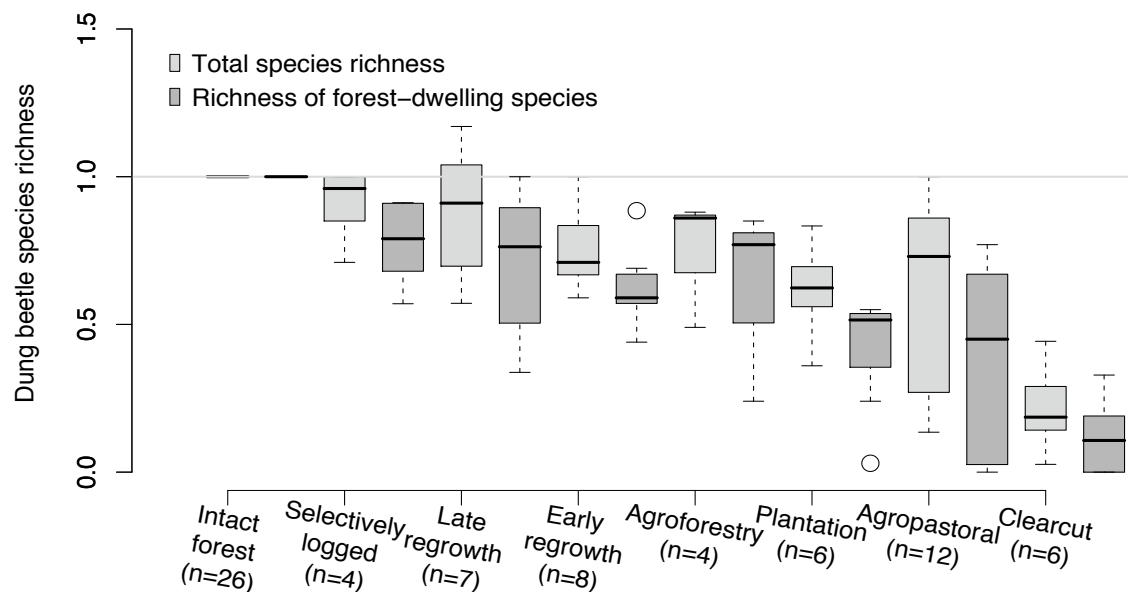 1.5
Total species richness
Richness of forest−dwelling species
Dung beetle species richness
1.0
0.5
0.0
Intact
forest
(n=26)
Selectively
logged
(n=4)
Late
regrowth
(n=7)
Early
regrowth
(n=8)
Agroforestry
(n=4)
Plantation
(n=6)
Agropastoral
(n=12)
Clearcut
(n=6)